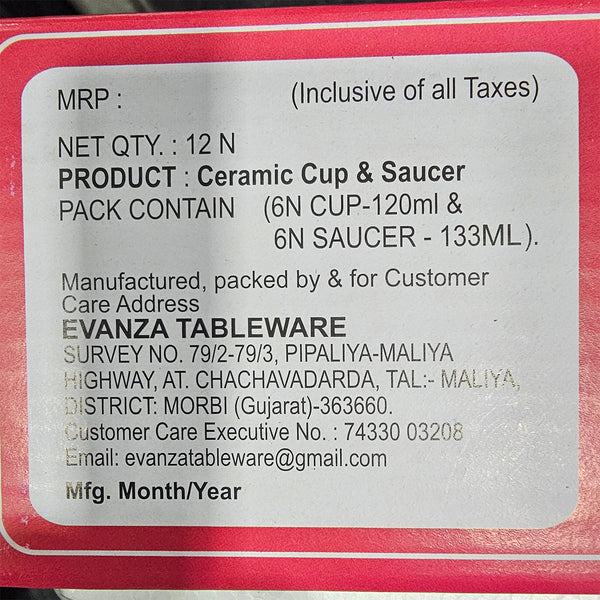 MRP : (Inclusive of all Taxes)
NET QTY. : 12 N
PRODUCT : Ceramic Cup & Saucer
PACK CONTAIN (6N CUP-120ml &
6N SAUCER - 133ML).
Manufactured, packed by & for Customer
Care Address
EVANZA TABLEWARE
SURVEY NO. 79/2-79/3, PIPALIYA-MALIYA
HIGHWAY, AT. CHACHAVADARDA, TAL:- MALIYA,
DISTRICT: MORBI (Gujarat)-363660.
Customer Care Executive No. : 74330 03208
Email: evanzatableware@gmail.com
Mfg. Month/Year